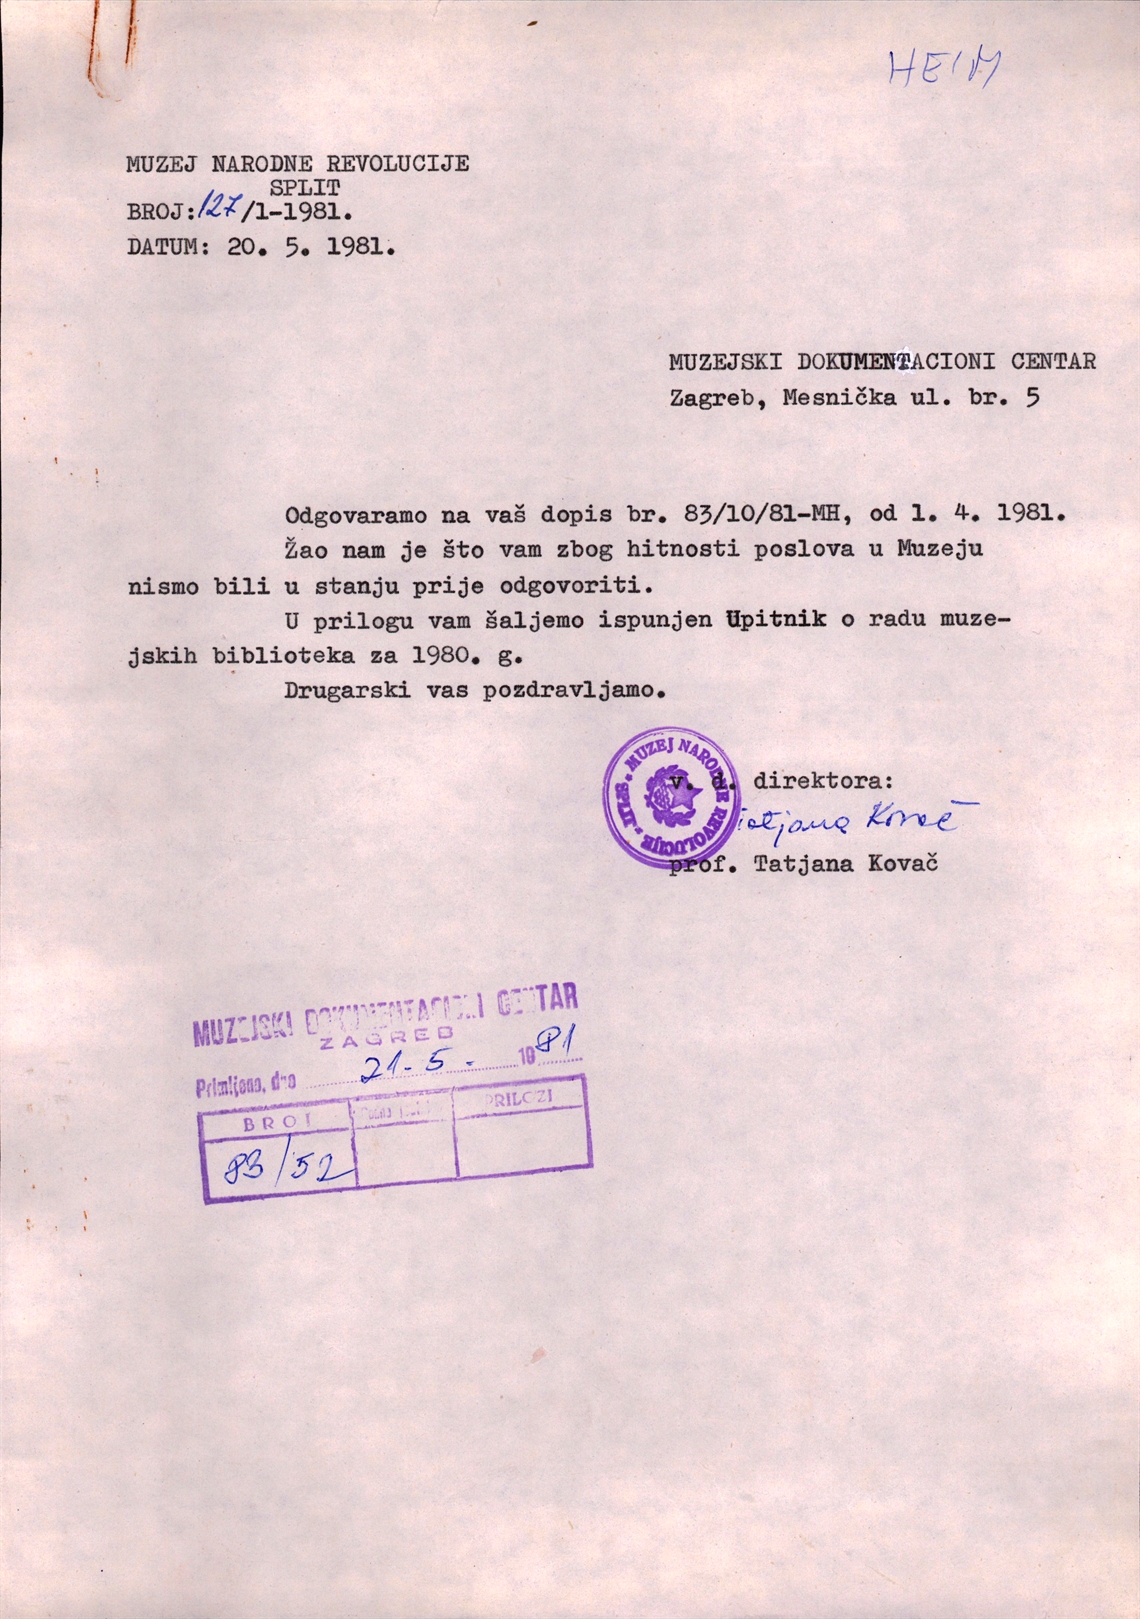 HEIM
MUZEJ NARODNE REVOLUCIJE
SPLIT
BROJ:127/1-1981.
DATUM: 20. 5. 1981.
MUZEJSKI DOKUMENTACIONI CENTAR
Zagreb, Mesnička ul. br. 5
Odgovaramo na vaš dopis br. 83/10/81-MH, od 1. 4. 1981.
Žao nam je što vam zbog hitnosti poslova u Muzeju
nismo bili u stanju prije odgovoriti.
U prilogu vam šaljemo ispunjen Upitnik o radu muze-
jskih biblioteka za 1980. g.
Drugarski vas pozdravljamo.
MUZEJ NARODNE REVOLUCIJE · SPLIT ·
v. d. direktora:
Tatjana Kovač
prof. Tatjana Kovač
MUZEJSKI DOKUMENTACIONI CENTAR
ZAGREB
Primljeno, dne 21. 5. 1981
BROJ PRILOZI
83/52